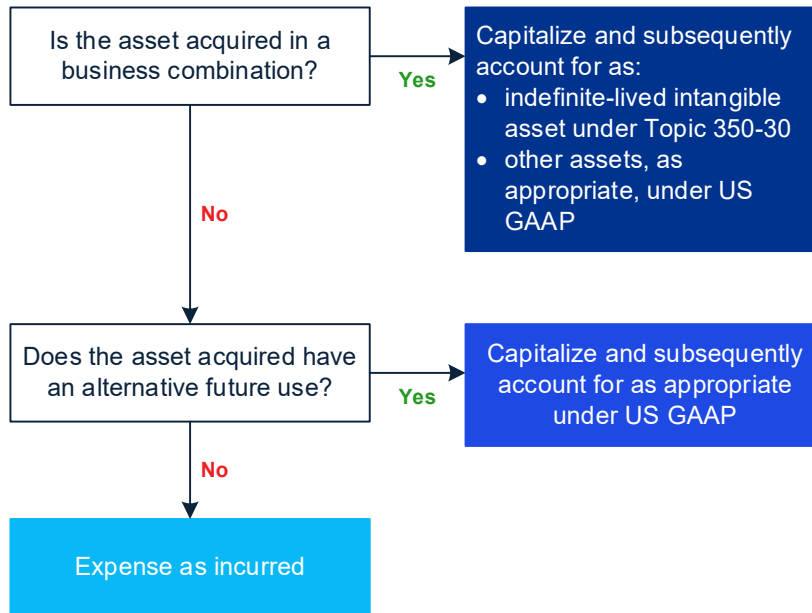 Is the asset acquired in a
business combination?
Yes
Capitalize and subsequently
account for as:
• indefinite-lived intangible
asset under Topic 350-30
• other assets, as
appropriate, under US
GAAP
No
Does the asset acquired have
an alternative future use?
Yes
Capitalize and subsequently
account for as appropriate
under US GAAP
No
Expense as incurred